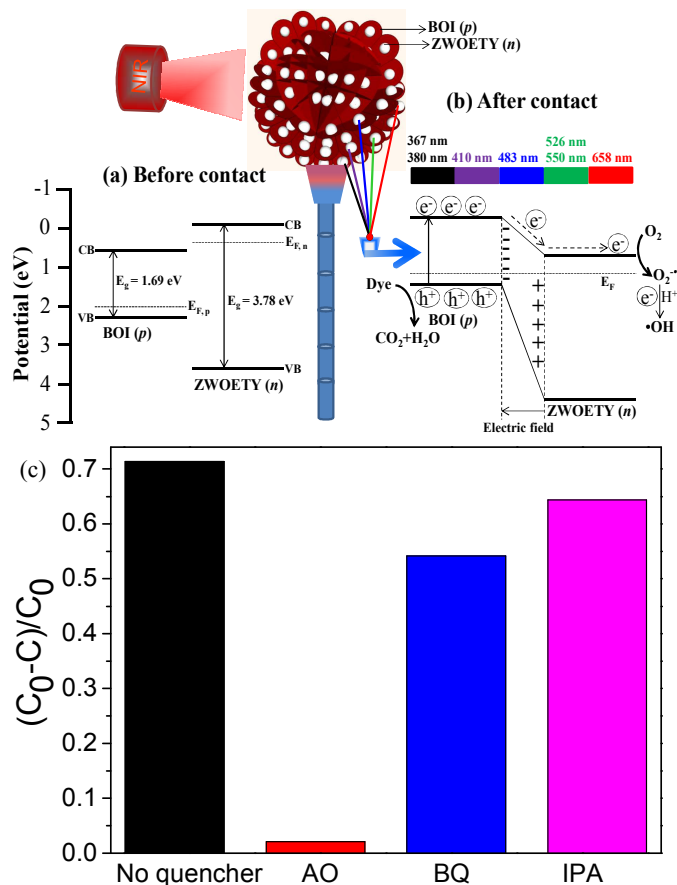 BOI (p)
ZWOETY (n)
NIR
(b) After contact
367 nm
380 nm
410 nm
483 nm
526 nm
550 nm
658 nm
(a) Before contact
Potential (eV)
-1
0
1
2
3
4
5
CB
E_g = 1.69 eV
E_F,p
VB
BOI (p)
CB
E_F,n
E_g = 3.78 eV
VB
ZWOETY (n)
e⁻ e⁻ e⁻
e⁻
e⁻
O₂
E_F
O₂⁻•
e⁻ H⁺
•OH
Dye
h⁺ h⁺ h⁺
BOI (p)
CO₂+H₂O
ZWOETY (n)
Electric field
(c)
(C₀-C)/C₀
0.7
0.6
0.5
0.4
0.3
0.2
0.1
0.0
No quencher AO BQ IPA